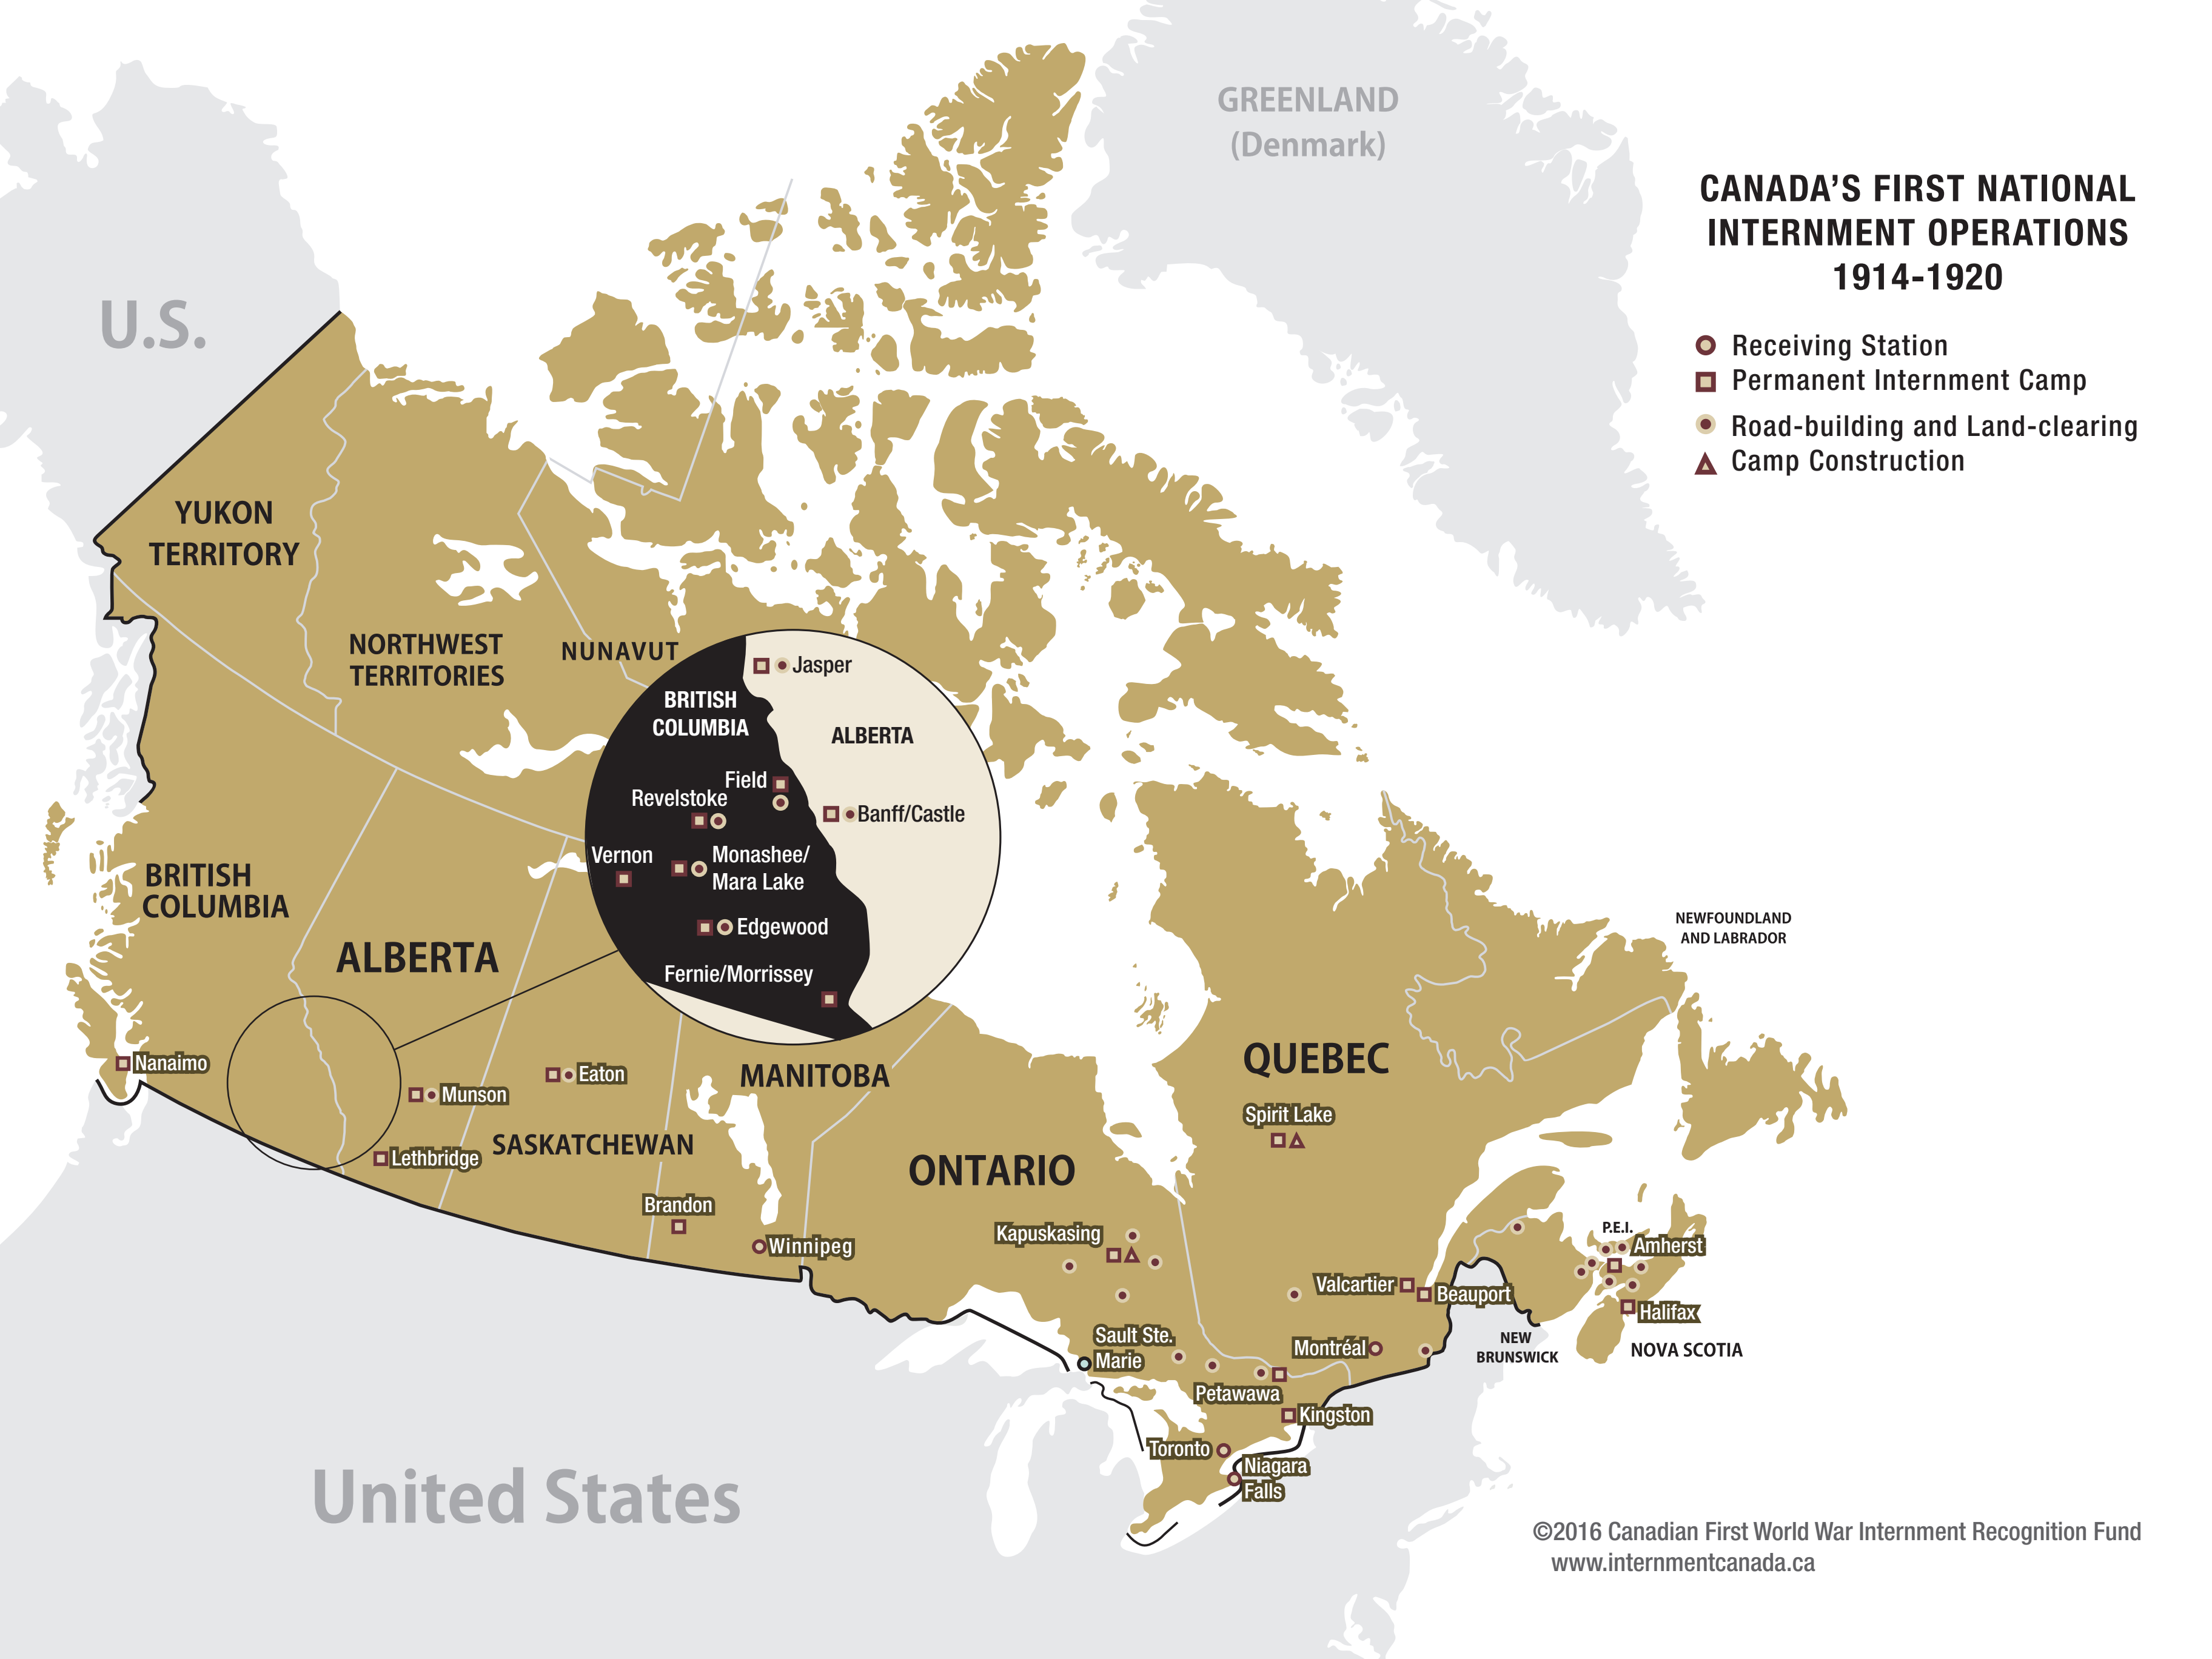 GREENLAND
(Denmark)
CANADA'S FIRST NATIONAL
INTERNMENT OPERATIONS
1914-1920
Receiving Station
Permanent Internment Camp
Road-building and Land-clearing
Camp Construction
U.S.
YUKON
TERRITORY
NORTHWEST
TERRITORIES
NUNAVUT
Jasper
BRITISH
COLUMBIA
ALBERTA
Field
Revelstoke
Banff/Castle
Vernon
Monashee/
Mara Lake
Edgewood
Fernie/Morrissey
BRITISH
COLUMBIA
ALBERTA
NEWFOUNDLAND
AND LABRADOR
Nanaimo
Munson
Eaton
MANITOBA
QUEBEC
Spirit Lake
Lethbridge
SASKATCHEWAN
ONTARIO
Brandon
Winnipeg
Kapuskasing
P.E.I.
Amherst
Valcartier
Beauport
Halifax
Sault Ste.
Marie
Montréal
NEW
BRUNSWICK
NOVA SCOTIA
Petawawa
Kingston
Toronto
Niagara
Falls
United States
©2016 Canadian First World War Internment Recognition Fund
www.internmentcanada.ca